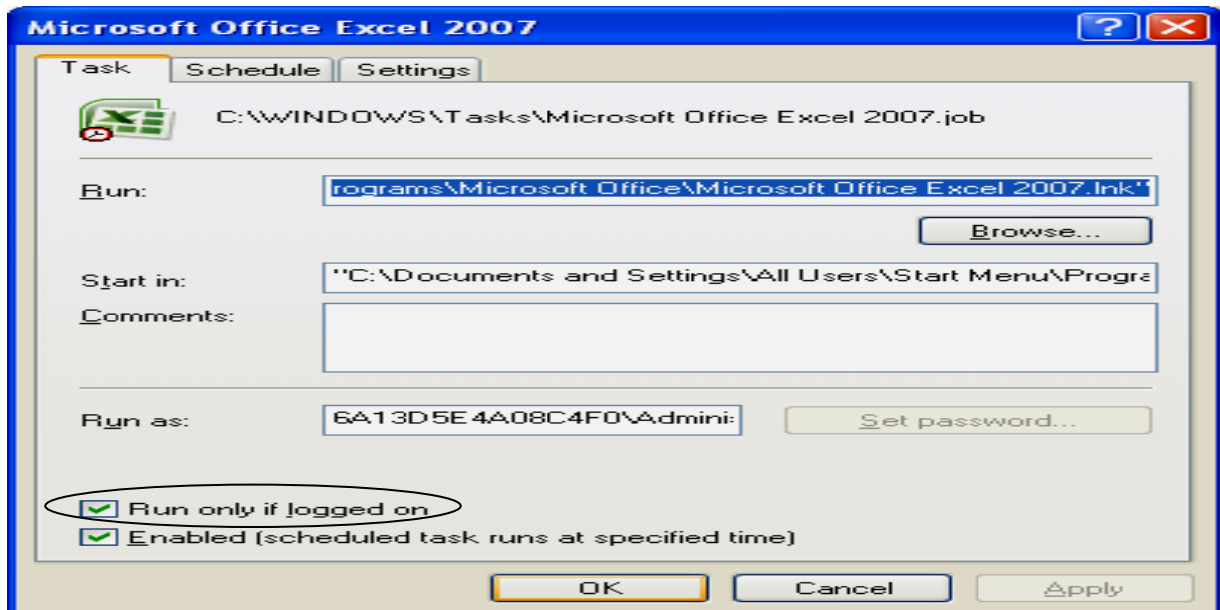 Microsoft Office Excel 2007
Task Schedule Settings
C:\WINDOWS\Tasks\Microsoft Office Excel 2007.job
Run: rograms\Microsoft Office\Microsoft Office Excel 2007.lnk"
Browse...
Start in: "C:\Documents and Settings\All Users\Start Menu\Progra
Comments:
Run as: 6A13D5E4A08C4F0\Adminis
Set password...
Run only if logged on
Enabled (scheduled task runs at specified time)
OK Cancel Apply